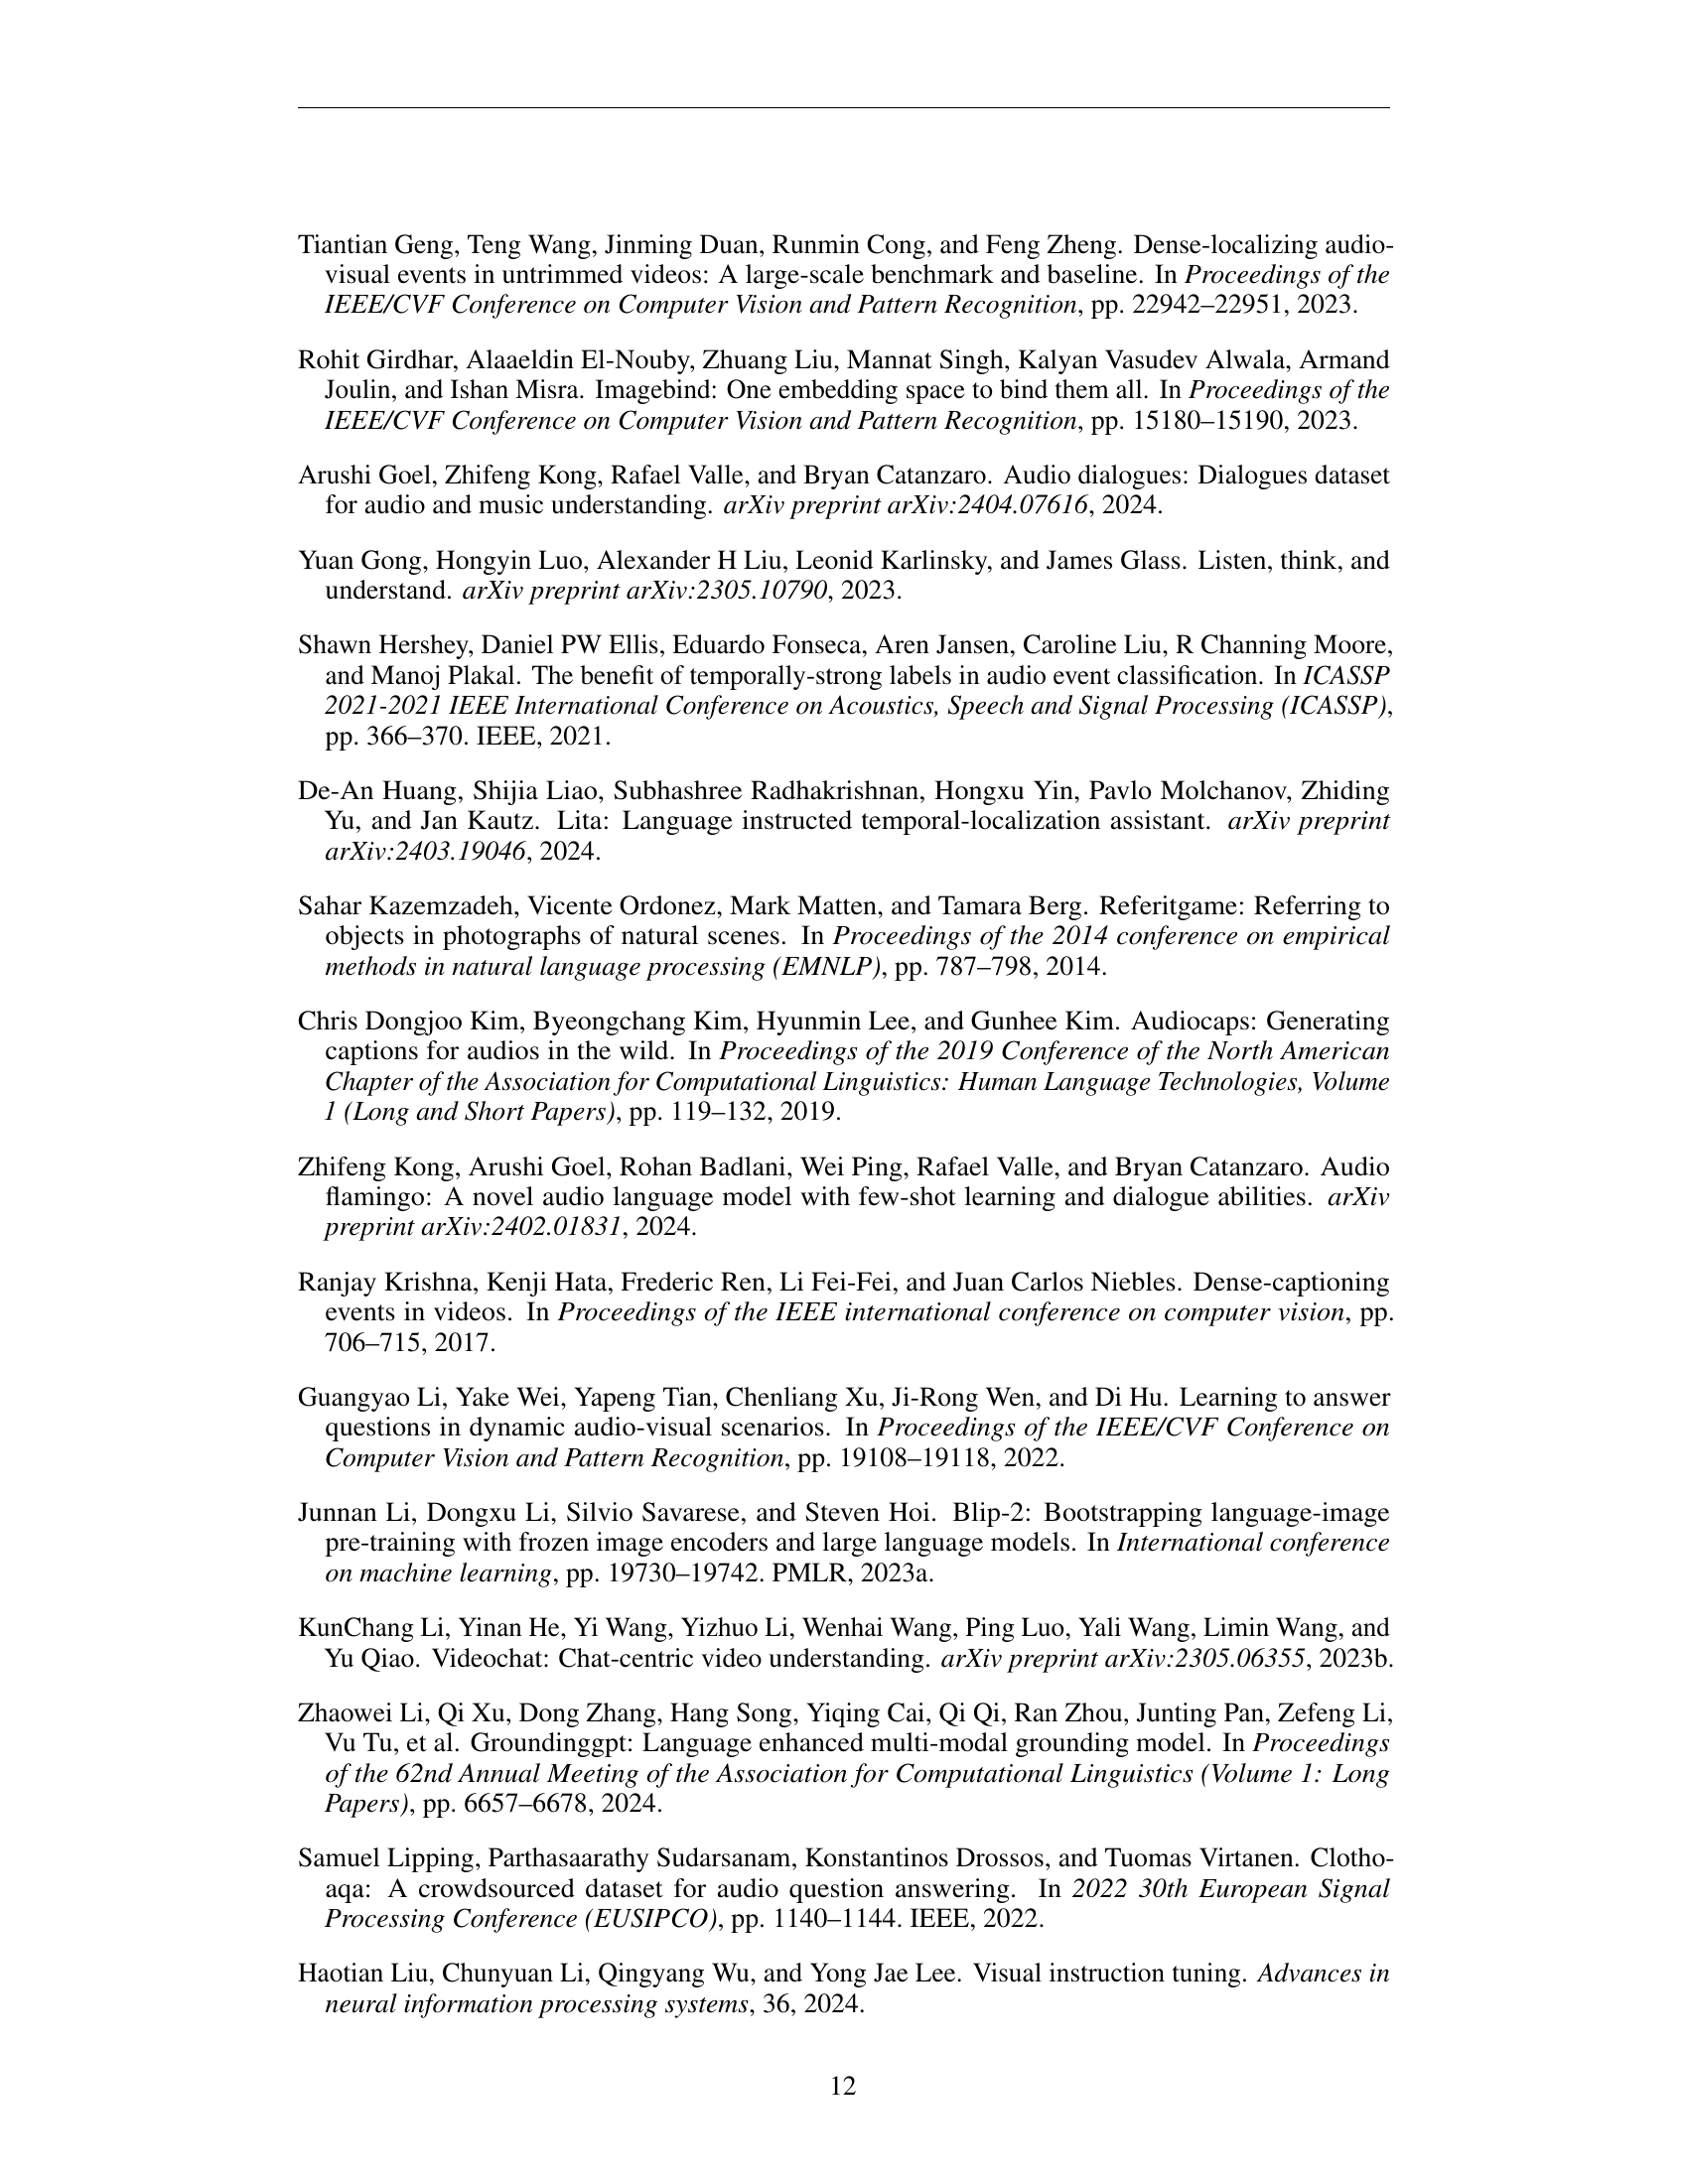 Tiantian Geng, Teng Wang, Jinming Duan, Runmin Cong, and Feng Zheng. Dense-localizing audio-
visual events in untrimmed videos: A large-scale benchmark and baseline. In Proceedings of the
IEEE/CVF Conference on Computer Vision and Pattern Recognition, pp. 22942–22951, 2023.
Rohit Girdhar, Alaaeldin El-Nouby, Zhuang Liu, Mannat Singh, Kalyan Vasudev Alwala, Armand
Joulin, and Ishan Misra. Imagebind: One embedding space to bind them all. In Proceedings of the
IEEE/CVF Conference on Computer Vision and Pattern Recognition, pp. 15180–15190, 2023.
Arushi Goel, Zhifeng Kong, Rafael Valle, and Bryan Catanzaro. Audio dialogues: Dialogues dataset
for audio and music understanding. arXiv preprint arXiv:2404.07616, 2024.
Yuan Gong, Hongyin Luo, Alexander H Liu, Leonid Karlinsky, and James Glass. Listen, think, and
understand. arXiv preprint arXiv:2305.10790, 2023.
Shawn Hershey, Daniel PW Ellis, Eduardo Fonseca, Aren Jansen, Caroline Liu, R Channing Moore,
and Manoj Plakal. The benefit of temporally-strong labels in audio event classification. In ICASSP
2021-2021 IEEE International Conference on Acoustics, Speech and Signal Processing (ICASSP),
pp. 366–370. IEEE, 2021.
De-An Huang, Shijia Liao, Subhashree Radhakrishnan, Hongxu Yin, Pavlo Molchanov, Zhiding
Yu, and Jan Kautz. Lita: Language instructed temporal-localization assistant. arXiv preprint
arXiv:2403.19046, 2024.
Sahar Kazemzadeh, Vicente Ordonez, Mark Matten, and Tamara Berg. Referitgame: Referring to
objects in photographs of natural scenes. In Proceedings of the 2014 conference on empirical
methods in natural language processing (EMNLP), pp. 787–798, 2014.
Chris Dongjoo Kim, Byeongchang Kim, Hyunmin Lee, and Gunhee Kim. Audiocaps: Generating
captions for audios in the wild. In Proceedings of the 2019 Conference of the North American
Chapter of the Association for Computational Linguistics: Human Language Technologies, Volume
1 (Long and Short Papers), pp. 119–132, 2019.
Zhifeng Kong, Arushi Goel, Rohan Badlani, Wei Ping, Rafael Valle, and Bryan Catanzaro. Audio
flamingo: A novel audio language model with few-shot learning and dialogue abilities. arXiv
preprint arXiv:2402.01831, 2024.
Ranjay Krishna, Kenji Hata, Frederic Ren, Li Fei-Fei, and Juan Carlos Niebles. Dense-captioning
events in videos. In Proceedings of the IEEE international conference on computer vision, pp.
706–715, 2017.
Guangyao Li, Yake Wei, Yapeng Tian, Chenliang Xu, Ji-Rong Wen, and Di Hu. Learning to answer
questions in dynamic audio-visual scenarios. In Proceedings of the IEEE/CVF Conference on
Computer Vision and Pattern Recognition, pp. 19108–19118, 2022.
Junnan Li, Dongxu Li, Silvio Savarese, and Steven Hoi. Blip-2: Bootstrapping language-image
pre-training with frozen image encoders and large language models. In International conference
on machine learning, pp. 19730–19742. PMLR, 2023a.
KunChang Li, Yinan He, Yi Wang, Yizhuo Li, Wenhai Wang, Ping Luo, Yali Wang, Limin Wang, and
Yu Qiao. Videochat: Chat-centric video understanding. arXiv preprint arXiv:2305.06355, 2023b.
Zhaowei Li, Qi Xu, Dong Zhang, Hang Song, Yiqing Cai, Qi Qi, Ran Zhou, Junting Pan, Zefeng Li,
Vu Tu, et al. Groundinggpt: Language enhanced multi-modal grounding model. In Proceedings
of the 62nd Annual Meeting of the Association for Computational Linguistics (Volume 1: Long
Papers), pp. 6657–6678, 2024.
Samuel Lipping, Parthasaarathy Sudarsanam, Konstantinos Drossos, and Tuomas Virtanen. Clotho-
aqa: A crowdsourced dataset for audio question answering. In 2022 30th European Signal
Processing Conference (EUSIPCO), pp. 1140–1144. IEEE, 2022.
Haotian Liu, Chunyuan Li, Qingyang Wu, and Yong Jae Lee. Visual instruction tuning. Advances in
neural information processing systems, 36, 2024.
12